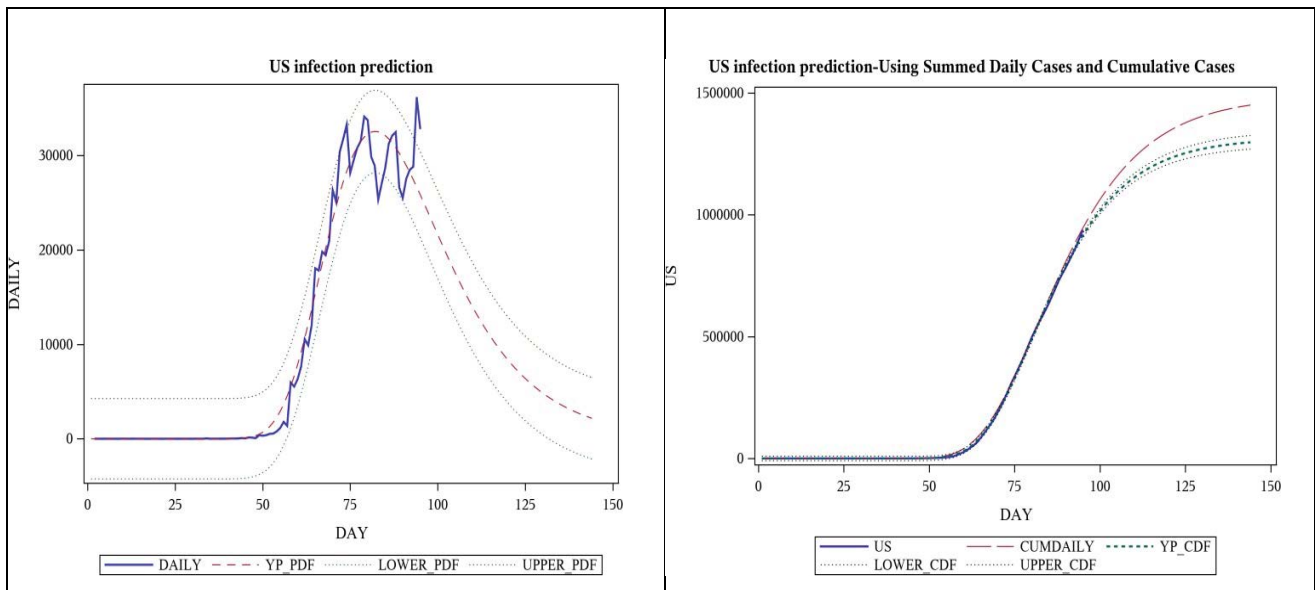 US infection prediction
30000
20000
10000
0
DAILY
0 25 50 75 100 125 150
DAY
DAILY YP_PDF LOWER_PDF UPPER_PDF
US infection prediction-Using Summed Daily Cases and Cumulative Cases
1500000
1000000
500000
0
US
0 25 50 75 100 125 150
DAY
US CUMDAILY YP_CDF
LOWER_CDF UPPER_CDF